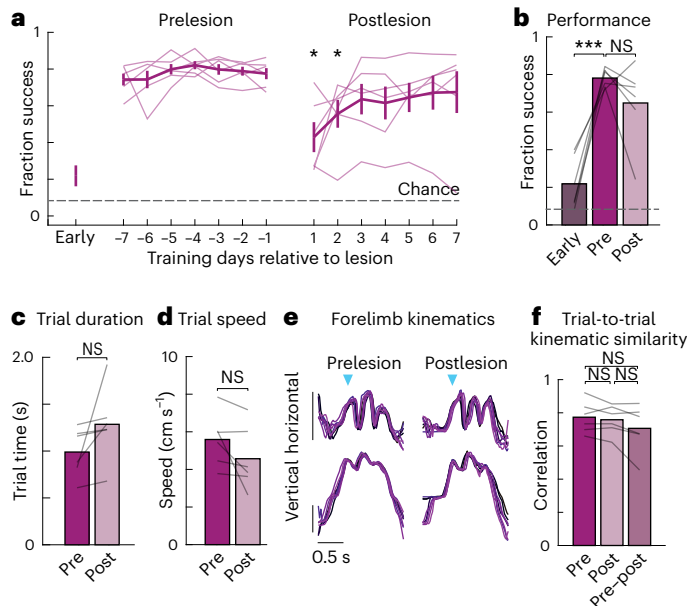 a
Prelesion
Postlesion
Fraction success
1
0
* *
Chance
Early
–7 –6 –5 –4 –3 –2 –1 1 2 3 4 5 6 7
Training days relative to lesion
b Performance
*** NS
Fraction success
1
0
Early Pre Post
c Trial duration
NS
Trial time (s)
2.0
0
Pre Post
d Trial speed
NS
Speed (cm s⁻¹)
10
0
Pre Post
e Forelimb kinematics
Prelesion Postlesion
Vertical horizontal
0.5 s
f Trial-to-trial
kinematic similarity
NS
NS NS
Correlation
1
0
Pre Post Pre–post